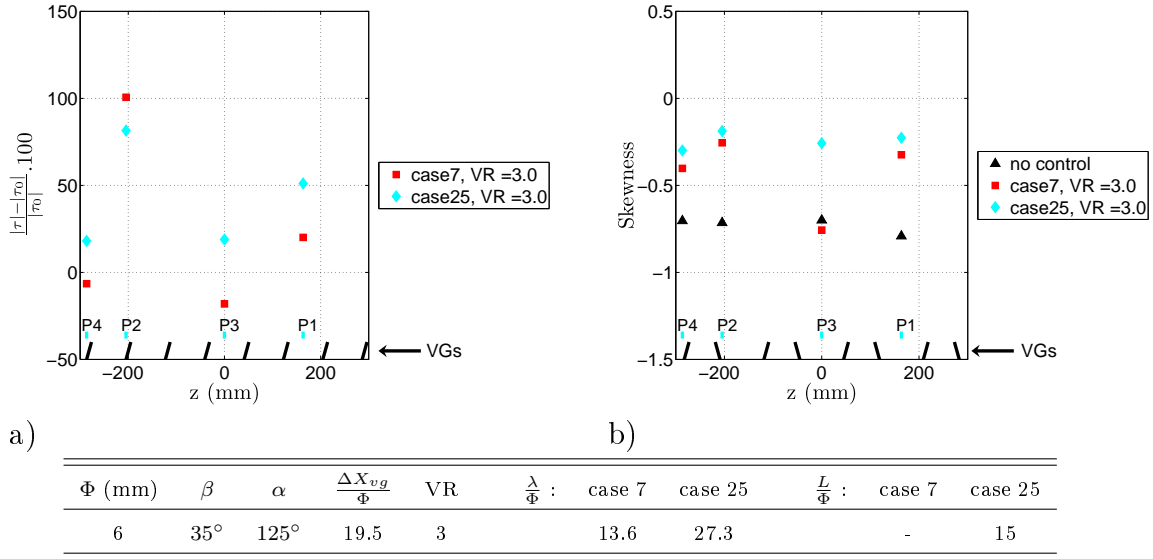 |τ|−|τ₀| / |τ₀| .100
150
100
50
0
−50
P4 P2 P3 P1
−200 0 200
z (mm)
case7, VR =3.0
case25, VR =3.0
VGs
a)
Skewness
0.5
0
−0.5
−1
−1.5
P4 P2 P3 P1
−200 0 200
z (mm)
no control
case7, VR =3.0
case25, VR =3.0
VGs
b)
Φ (mm) β α ΔX_vg/Φ VR λ/Φ : case 7 case 25 L/Φ : case 7 case 25
6 35° 125° 19.5 3 13.6 27.3 - 15